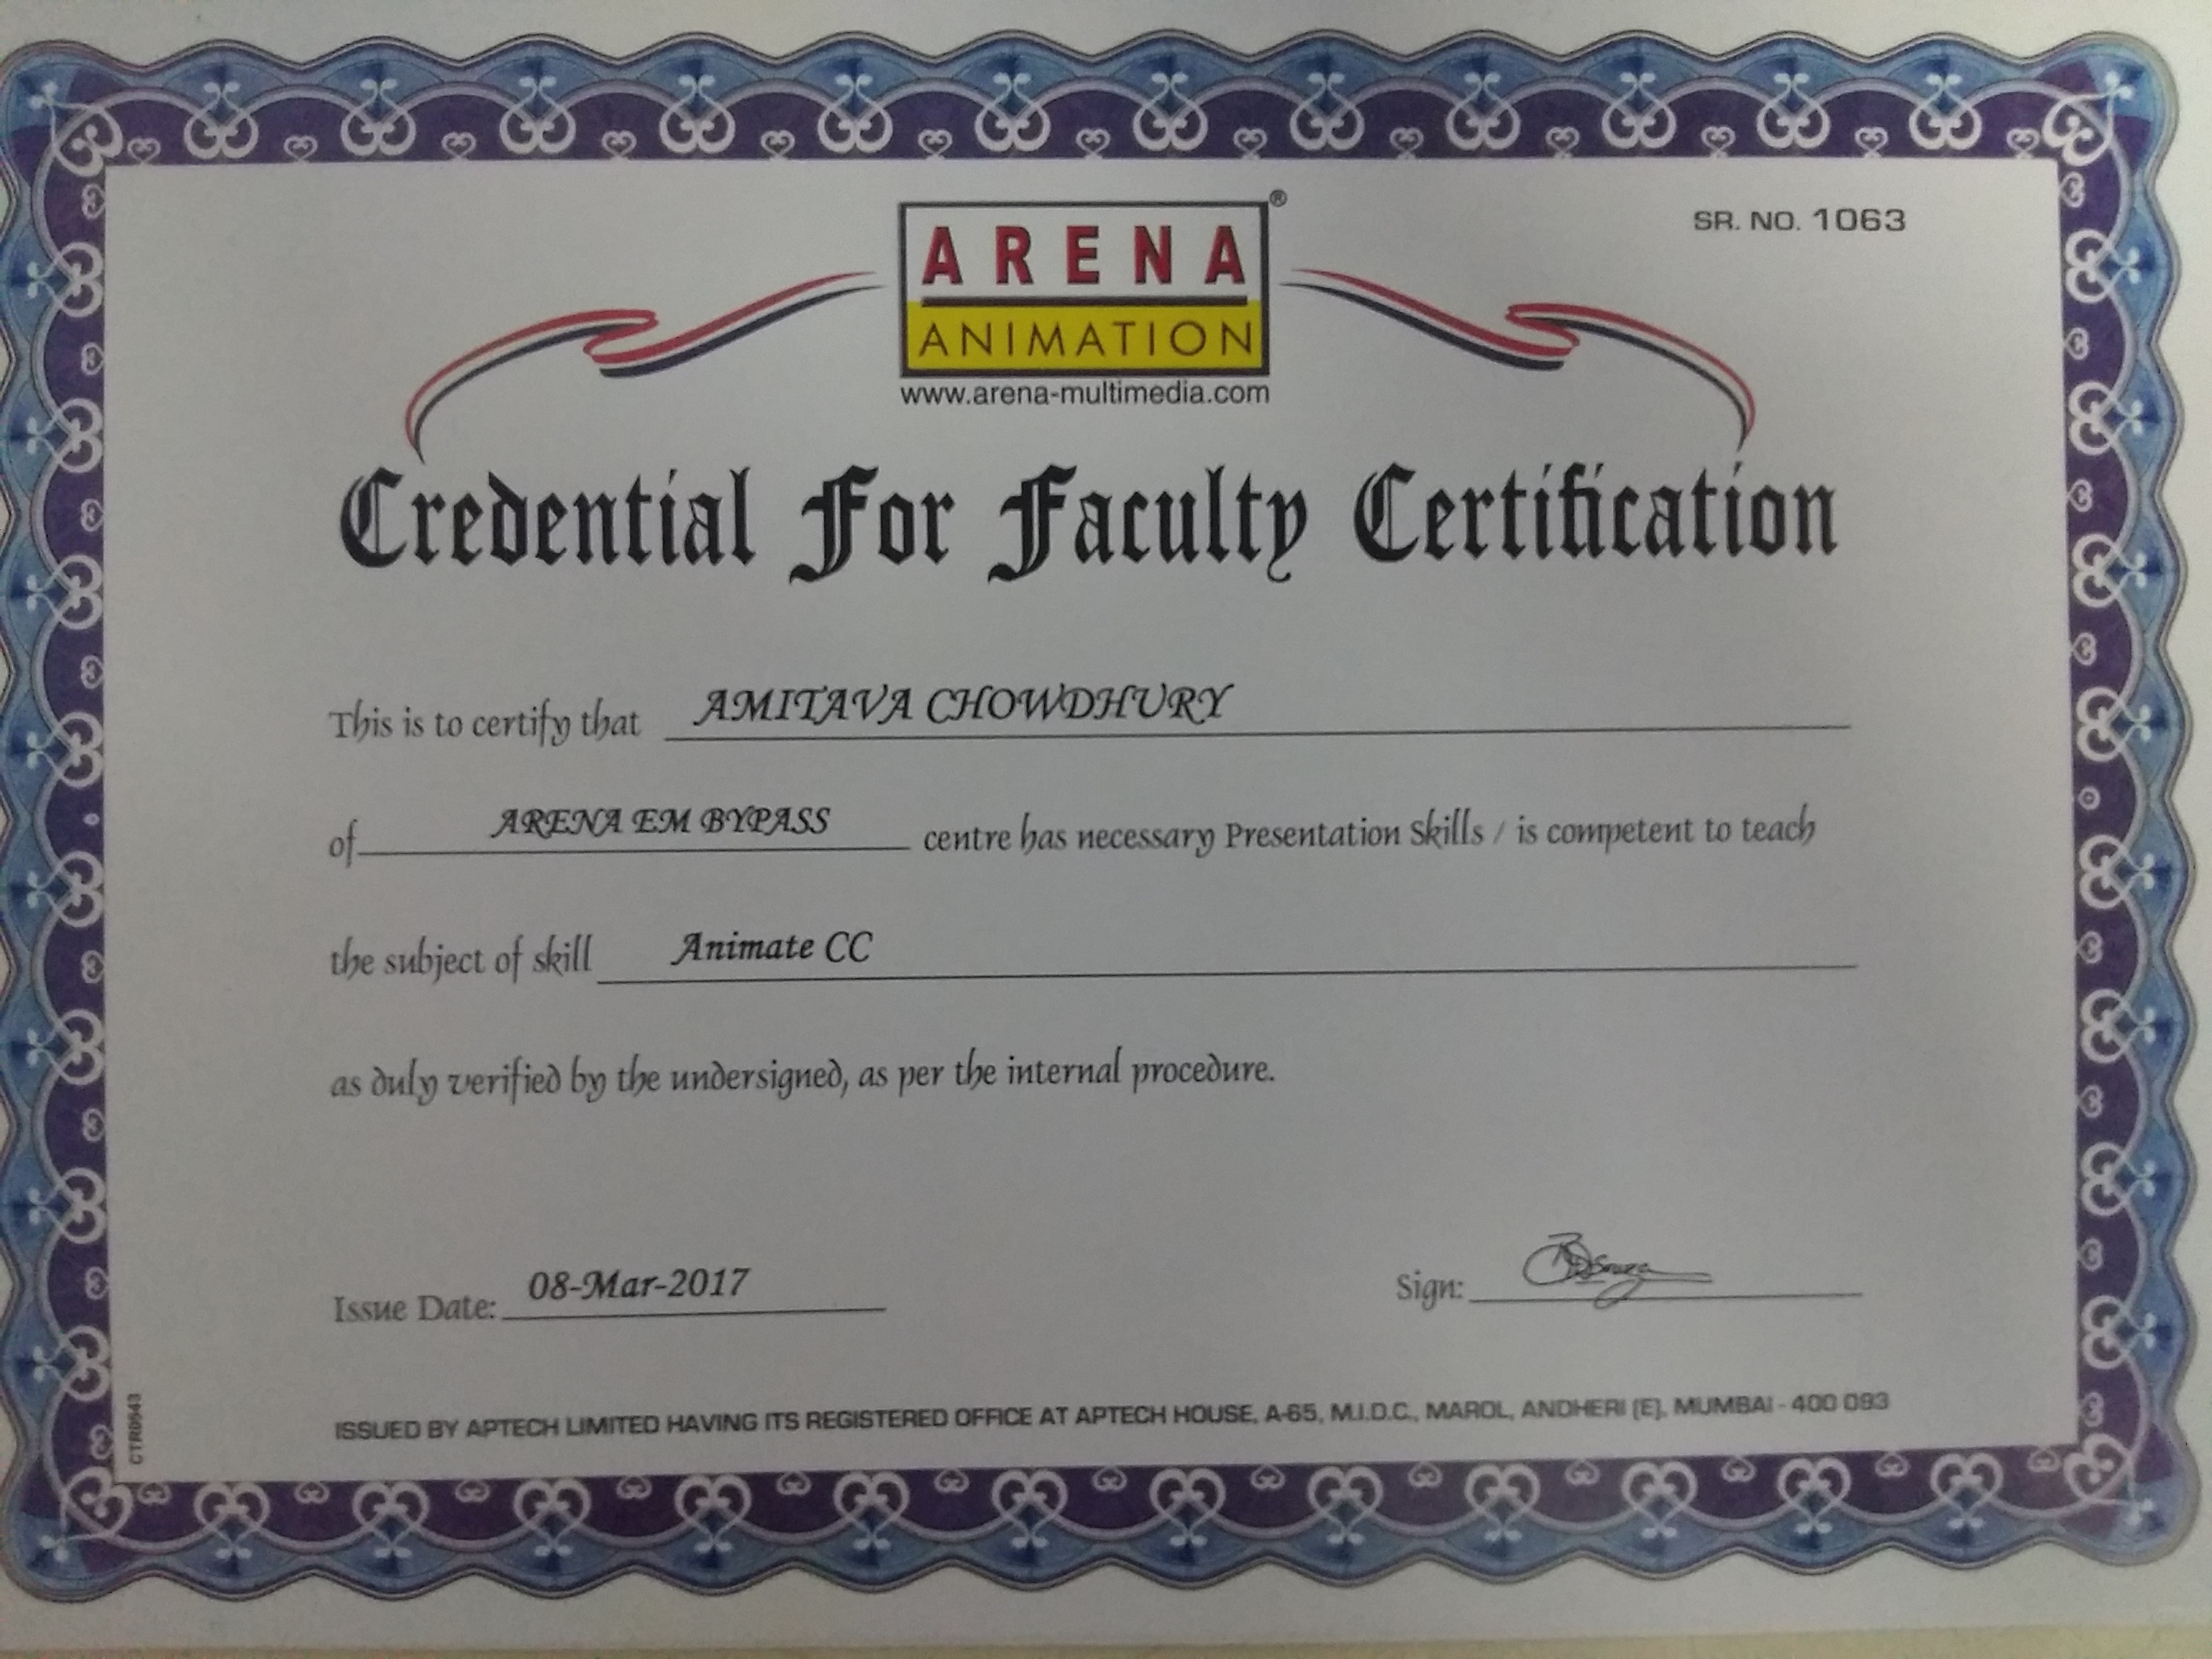 SR. NO. 1063
ARENA ®
ANIMATION
www.arena-multimedia.com
Credential For Faculty Certification
This is to certify that AMITAVA CHOWDHURY
of ARENA EM BYPASS centre has necessary Presentation Skills / is competent to teach
the subject of skill Animate CC
as duly verified by the undersigned, as per the internal procedure.
Issue Date: 08-Mar-2017
Sign:
CTR0543
ISSUED BY APTECH LIMITED HAVING ITS REGISTERED OFFICE AT APTECH HOUSE, A-65, M.I.D.C., MAROL, ANDHERI (E), MUMBAI - 400 093